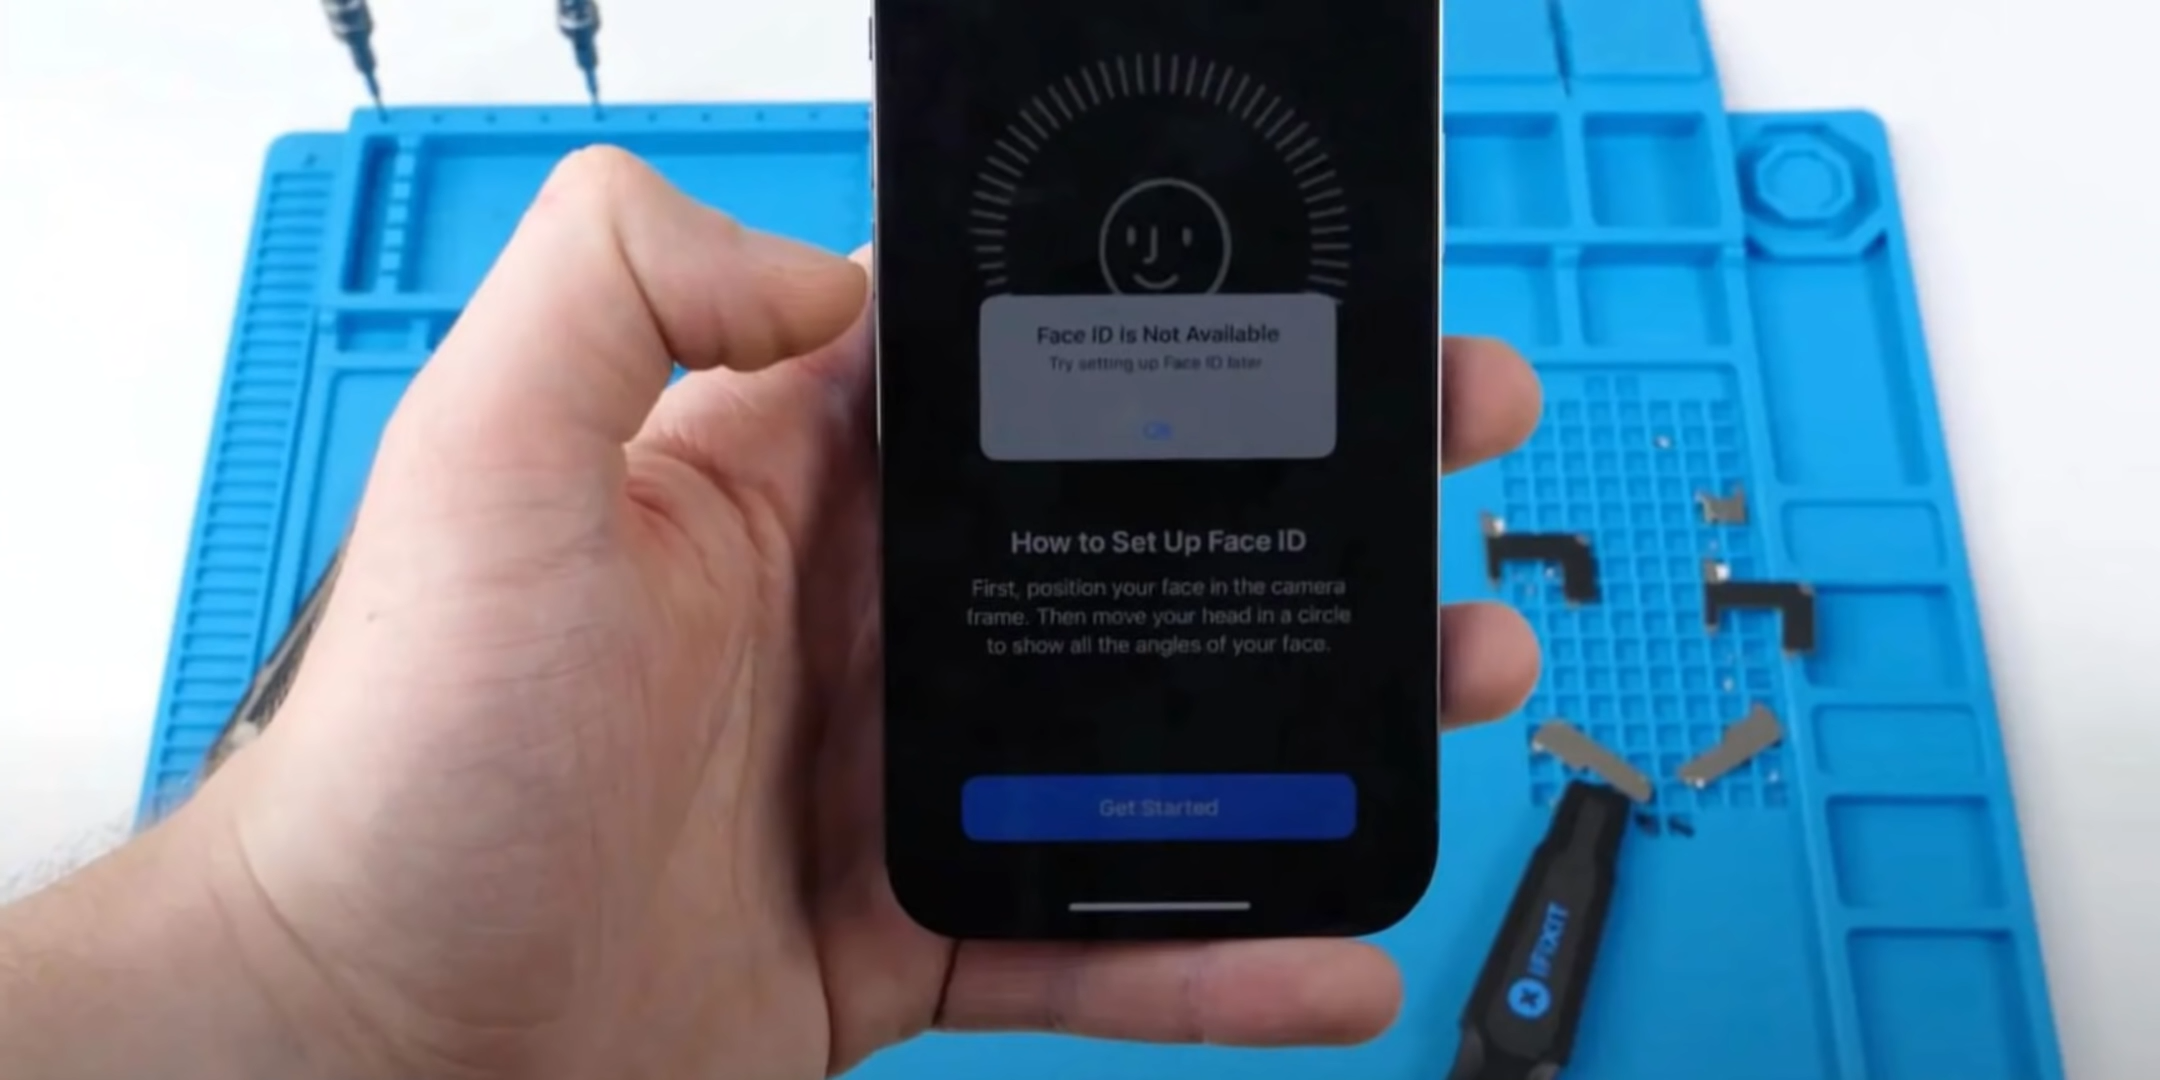 Face ID is Not Available
Try setting up Face ID later
OK
How to Set Up Face ID
First, position your face in the camera
frame. Then move your head in a circle
to show all the angles of your face.
Get Started
IFIXIT